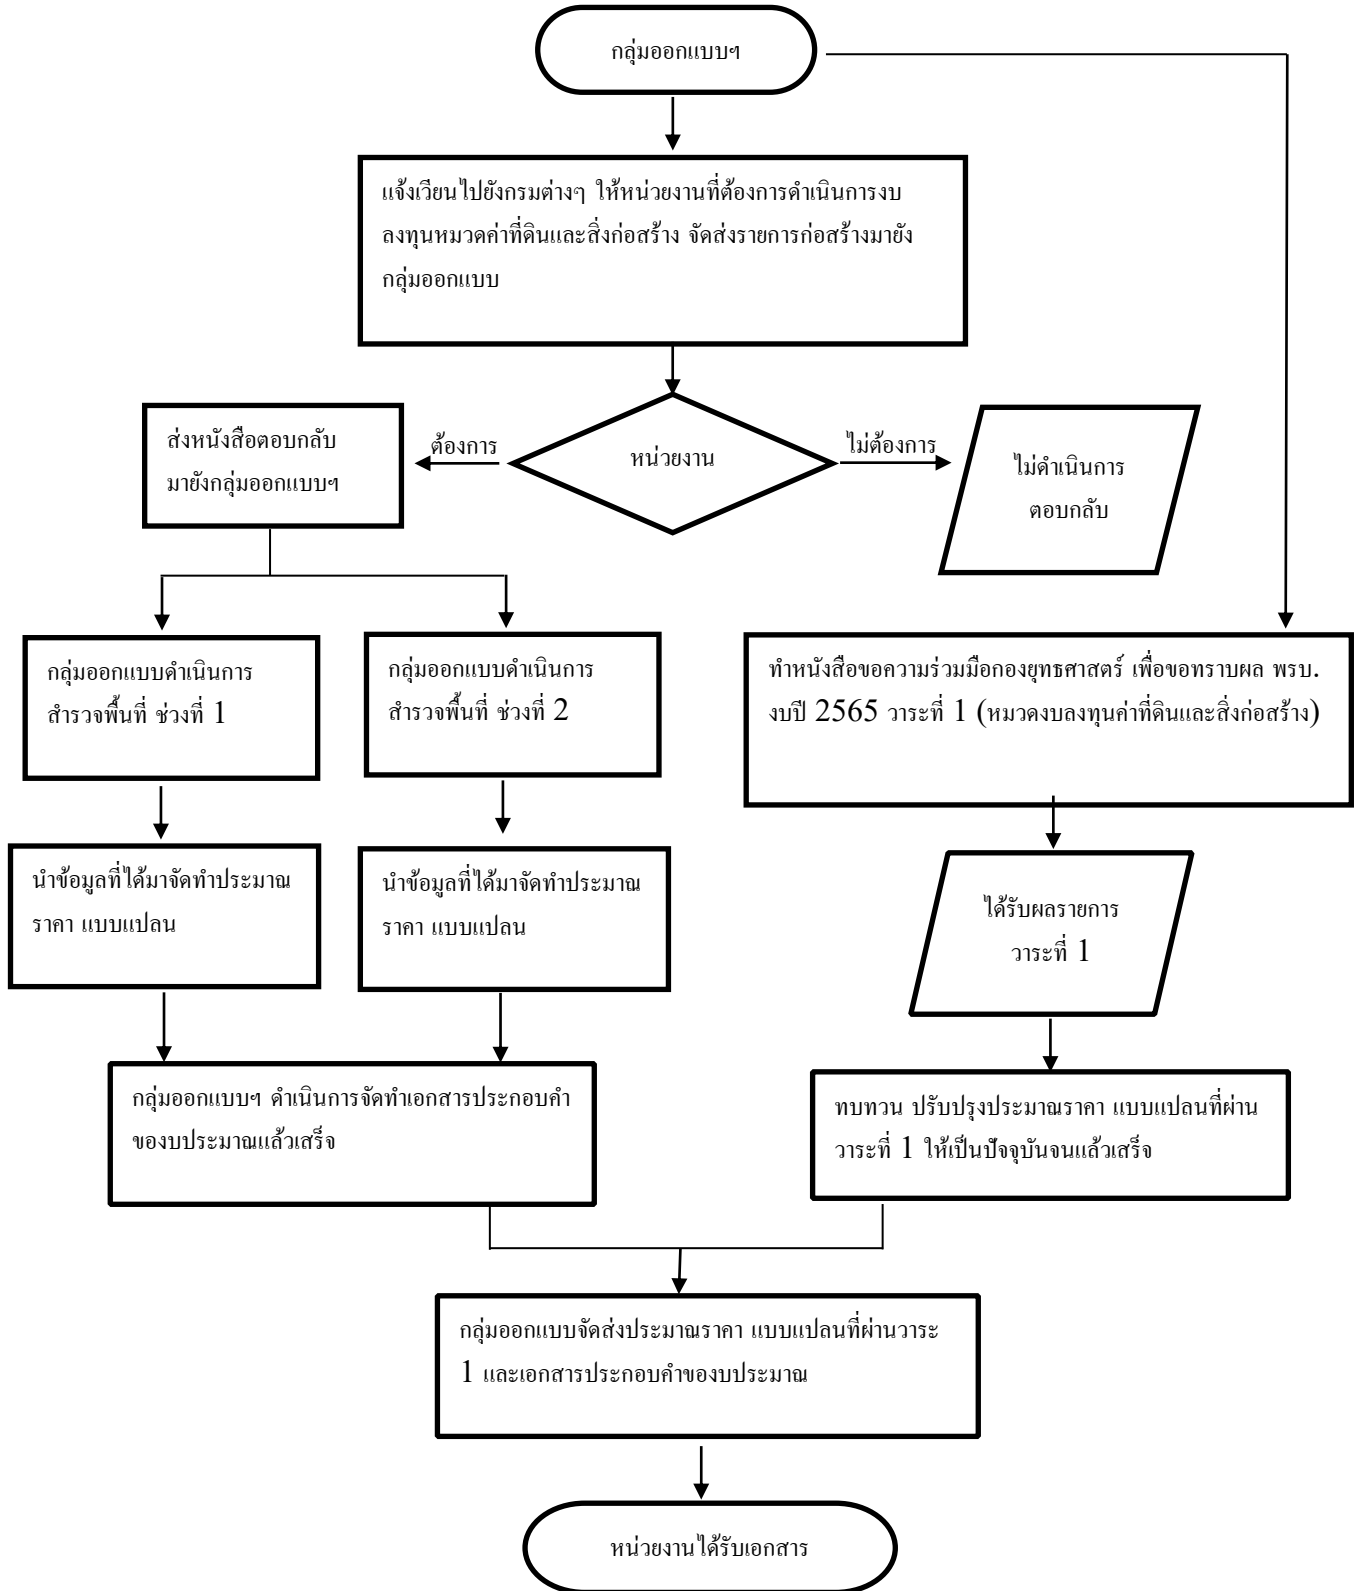 กลุ่มออกแบบฯ
แจ้งเวียนไปยังกรมต่างๆ ให้หน่วยงานที่ต้องการดำเนินการงบ
ลงทุนหมวดค่าที่ดินและสิ่งก่อสร้าง จัดส่งรายการก่อสร้างมายัง
กลุ่มออกแบบ
ส่งหนังสือตอบกลับ
มายังกลุ่มออกแบบฯ
ต้องการ
หน่วยงาน
ไม่ต้องการ
ไม่ดำเนินการ
ตอบกลับ
กลุ่มออกแบบดำเนินการ
สำรวจพื้นที่ ช่วงที่ 1
กลุ่มออกแบบดำเนินการ
สำรวจพื้นที่ ช่วงที่ 2
ทำหนังสือขอความร่วมมือกองยุทธศาสตร์ เพื่อขอทราบผล พรบ.
งบปี 2565 วาระที่ 1 (หมวดงบลงทุนค่าที่ดินและสิ่งก่อสร้าง)
นำข้อมูลที่ได้มาจัดทำประมาณ
ราคา แบบแปลน
นำข้อมูลที่ได้มาจัดทำประมาณ
ราคา แบบแปลน
ได้รับผลรายการ
วาระที่ 1
กลุ่มออกแบบฯ ดำเนินการจัดทำเอกสารประกอบคำ
ของบประมาณแล้วเสร็จ
ทบทวน ปรับปรุงประมาณราคา แบบแปลนที่ผ่าน
วาระที่ 1 ให้เป็นปัจจุบันจนแล้วเสร็จ
กลุ่มออกแบบจัดส่งประมาณราคา แบบแปลนที่ผ่านวาระ
1 และเอกสารประกอบคำของบประมาณ
หน่วยงานได้รับเอกสาร